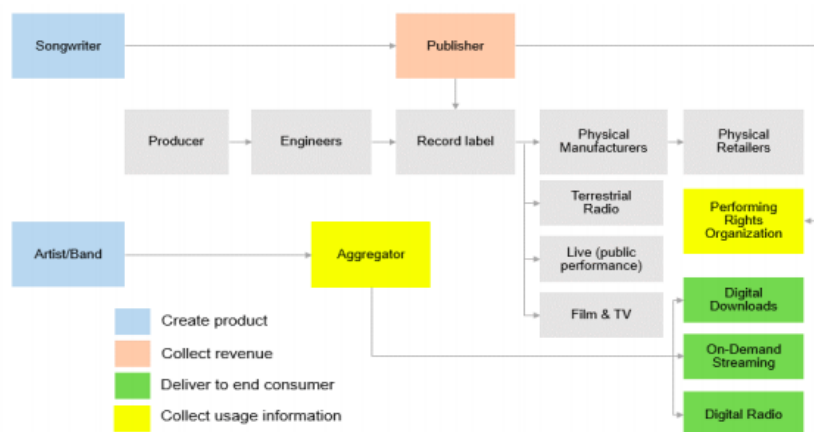 Songwriter
Publisher
Producer
Engineers
Record label
Physical
Manufacturers
Physical
Retailers
Terrestrial
Radio
Performing
Rights
Organization
Artist/Band
Aggregator
Live (public
performance)
Digital
Downloads
Film & TV
Create product
Collect revenue
On-Demand
Streaming
Deliver to end consumer
Collect usage information
Digital Radio